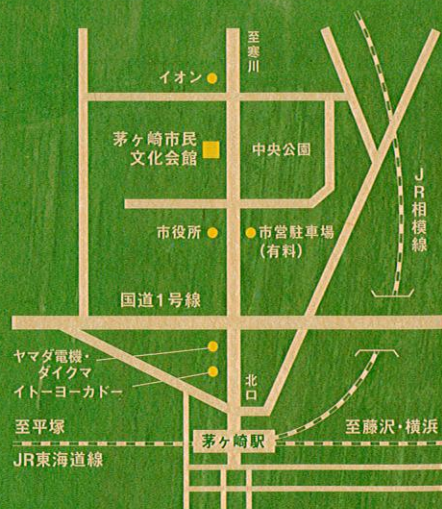 至寒川
イオン
茅ヶ崎市民
文化会館
中央公園
JR相模線
市役所
市営駐車場
(有料)
国道1号線
ヤマダ電機・
ダイクマ
イトーヨーカドー
北口
至平塚
茅ヶ崎駅
至藤沢・横浜
JR東海道線